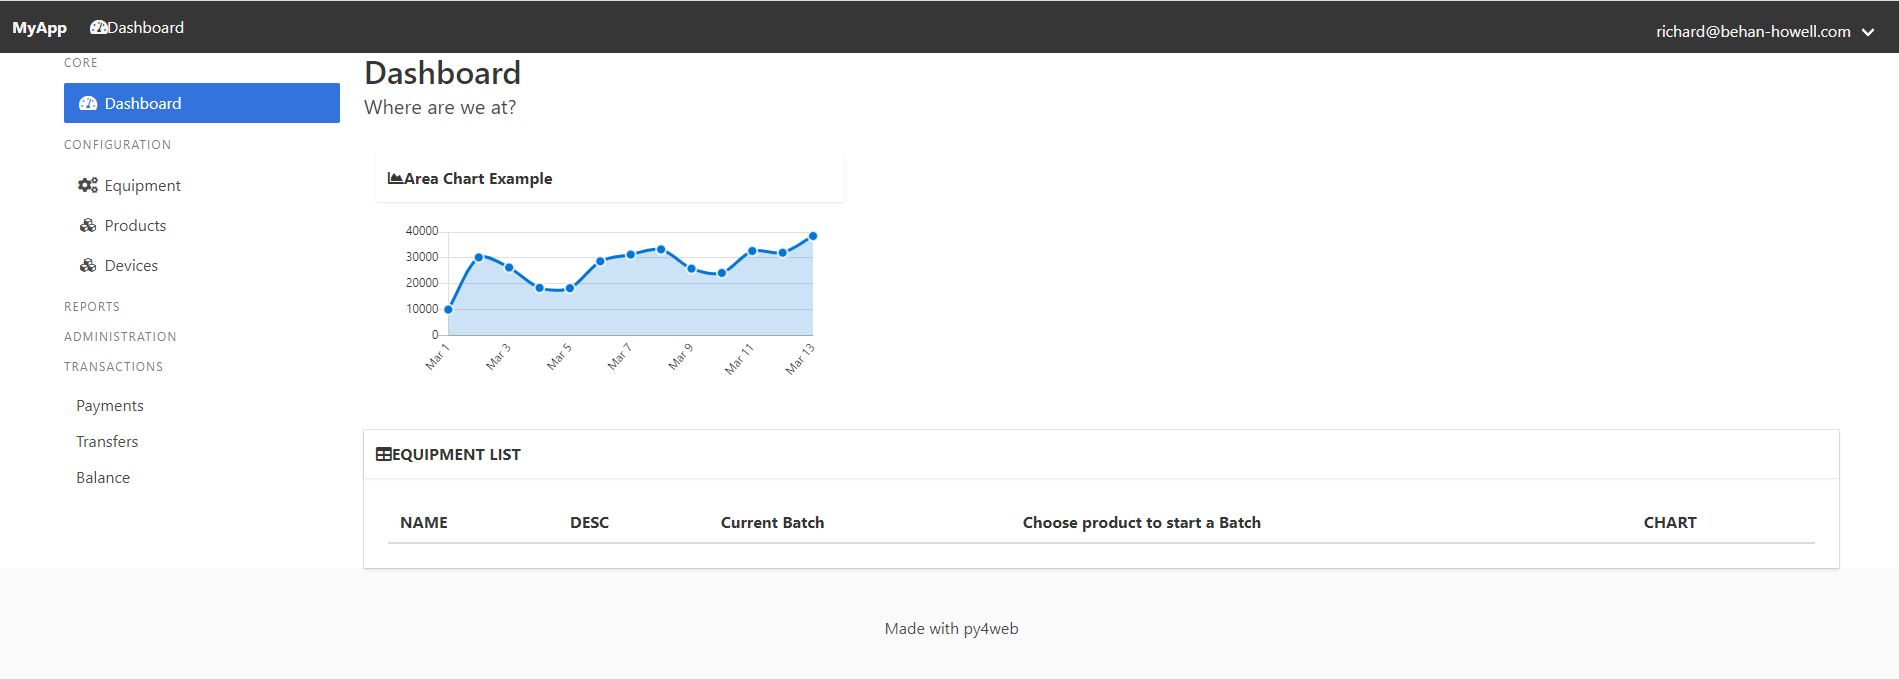 MyApp Dashboard richard@behan-howell.com
CORE
Dashboard
CONFIGURATION
Equipment
Products
Devices
REPORTS
ADMINISTRATION
TRANSACTIONS
Payments
Transfers
Balance
Dashboard
Where are we at?
Area Chart Example
40000
30000
20000
10000
0
Mar 1 Mar 3 Mar 5 Mar 7 Mar 9 Mar 11 Mar 13
EQUIPMENT LIST
NAME DESC Current Batch Choose product to start a Batch CHART
Made with py4web